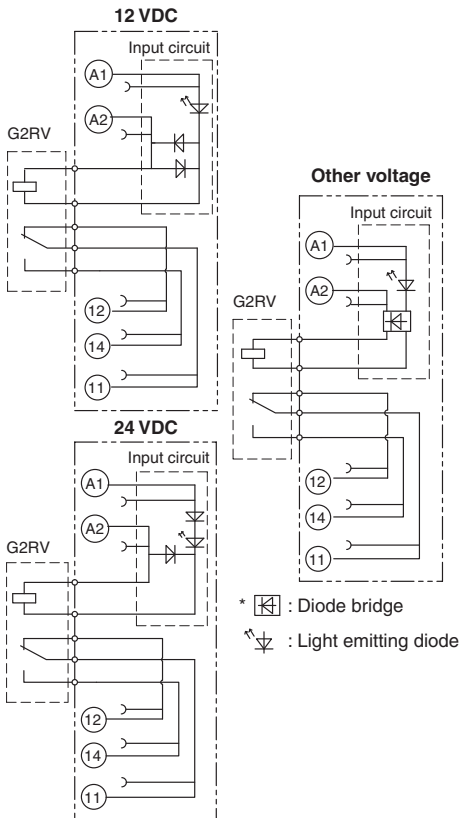 12 VDC
Input circuit
A1
A2
G2RV
12
14
11
24 VDC
Input circuit
A1
A2
G2RV
12
14
11
Other voltage
Input circuit
A1
A2
G2RV
12
14
11
* : Diode bridge
: Light emitting diode